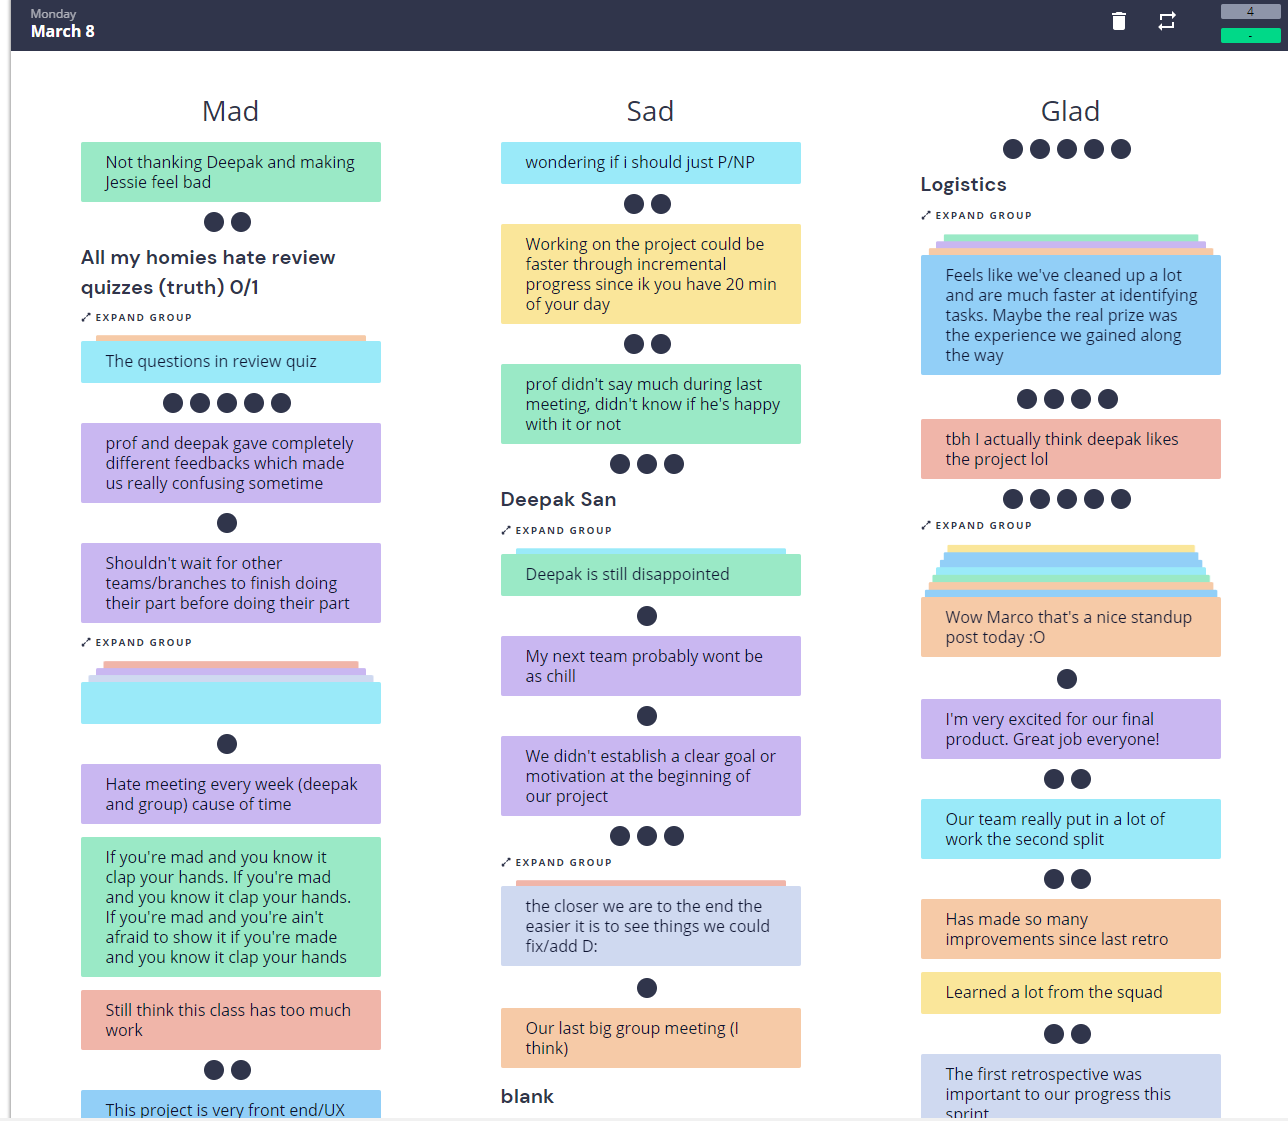 Monday
March 8
4
-
Mad
Not thanking Deepak and making
Jessie feel bad
All my homies hate review
quizzes (truth) 0/1
EXPAND GROUP
The questions in review quiz
prof and deepak gave completely
different feedbacks which made
us really confusing sometime
Shouldn't wait for other
teams/branches to finish doing
their part before doing their part
EXPAND GROUP
Hate meeting every week (deepak
and group) cause of time
If you're mad and you know it
clap your hands. If you're mad
and you know it clap your hands.
If you're mad and you're ain't
afraid to show it if you're made
and you know it clap your hands
Still think this class has too much
work
This project is very front end/UX
Sad
wondering if i should just P/NP
Working on the project could be
faster through incremental
progress since ik you have 20 min
of your day
prof didn't say much during last
meeting, didn't know if he's happy
with it or not
Deepak San
EXPAND GROUP
Deepak is still disappointed
My next team probably wont be
as chill
We didn't establish a clear goal or
motivation at the beginning of
our project
EXPAND GROUP
the closer we are to the end the
easier it is to see things we could
fix/add D:
Our last big group meeting (I
think)
blank
Glad
Logistics
EXPAND GROUP
Feels like we've cleaned up a lot
and are much faster at identifying
tasks. Maybe the real prize was
the experience we gained along
the way
tbh I actually think deepak likes
the project lol
EXPAND GROUP
Wow Marco that's a nice standup
post today :O
I'm very excited for our final
product. Great job everyone!
Our team really put in a lot of
work the second split
Has made so many
improvements since last retro
Learned a lot from the squad
The first retrospective was
important to our progress this
sprint